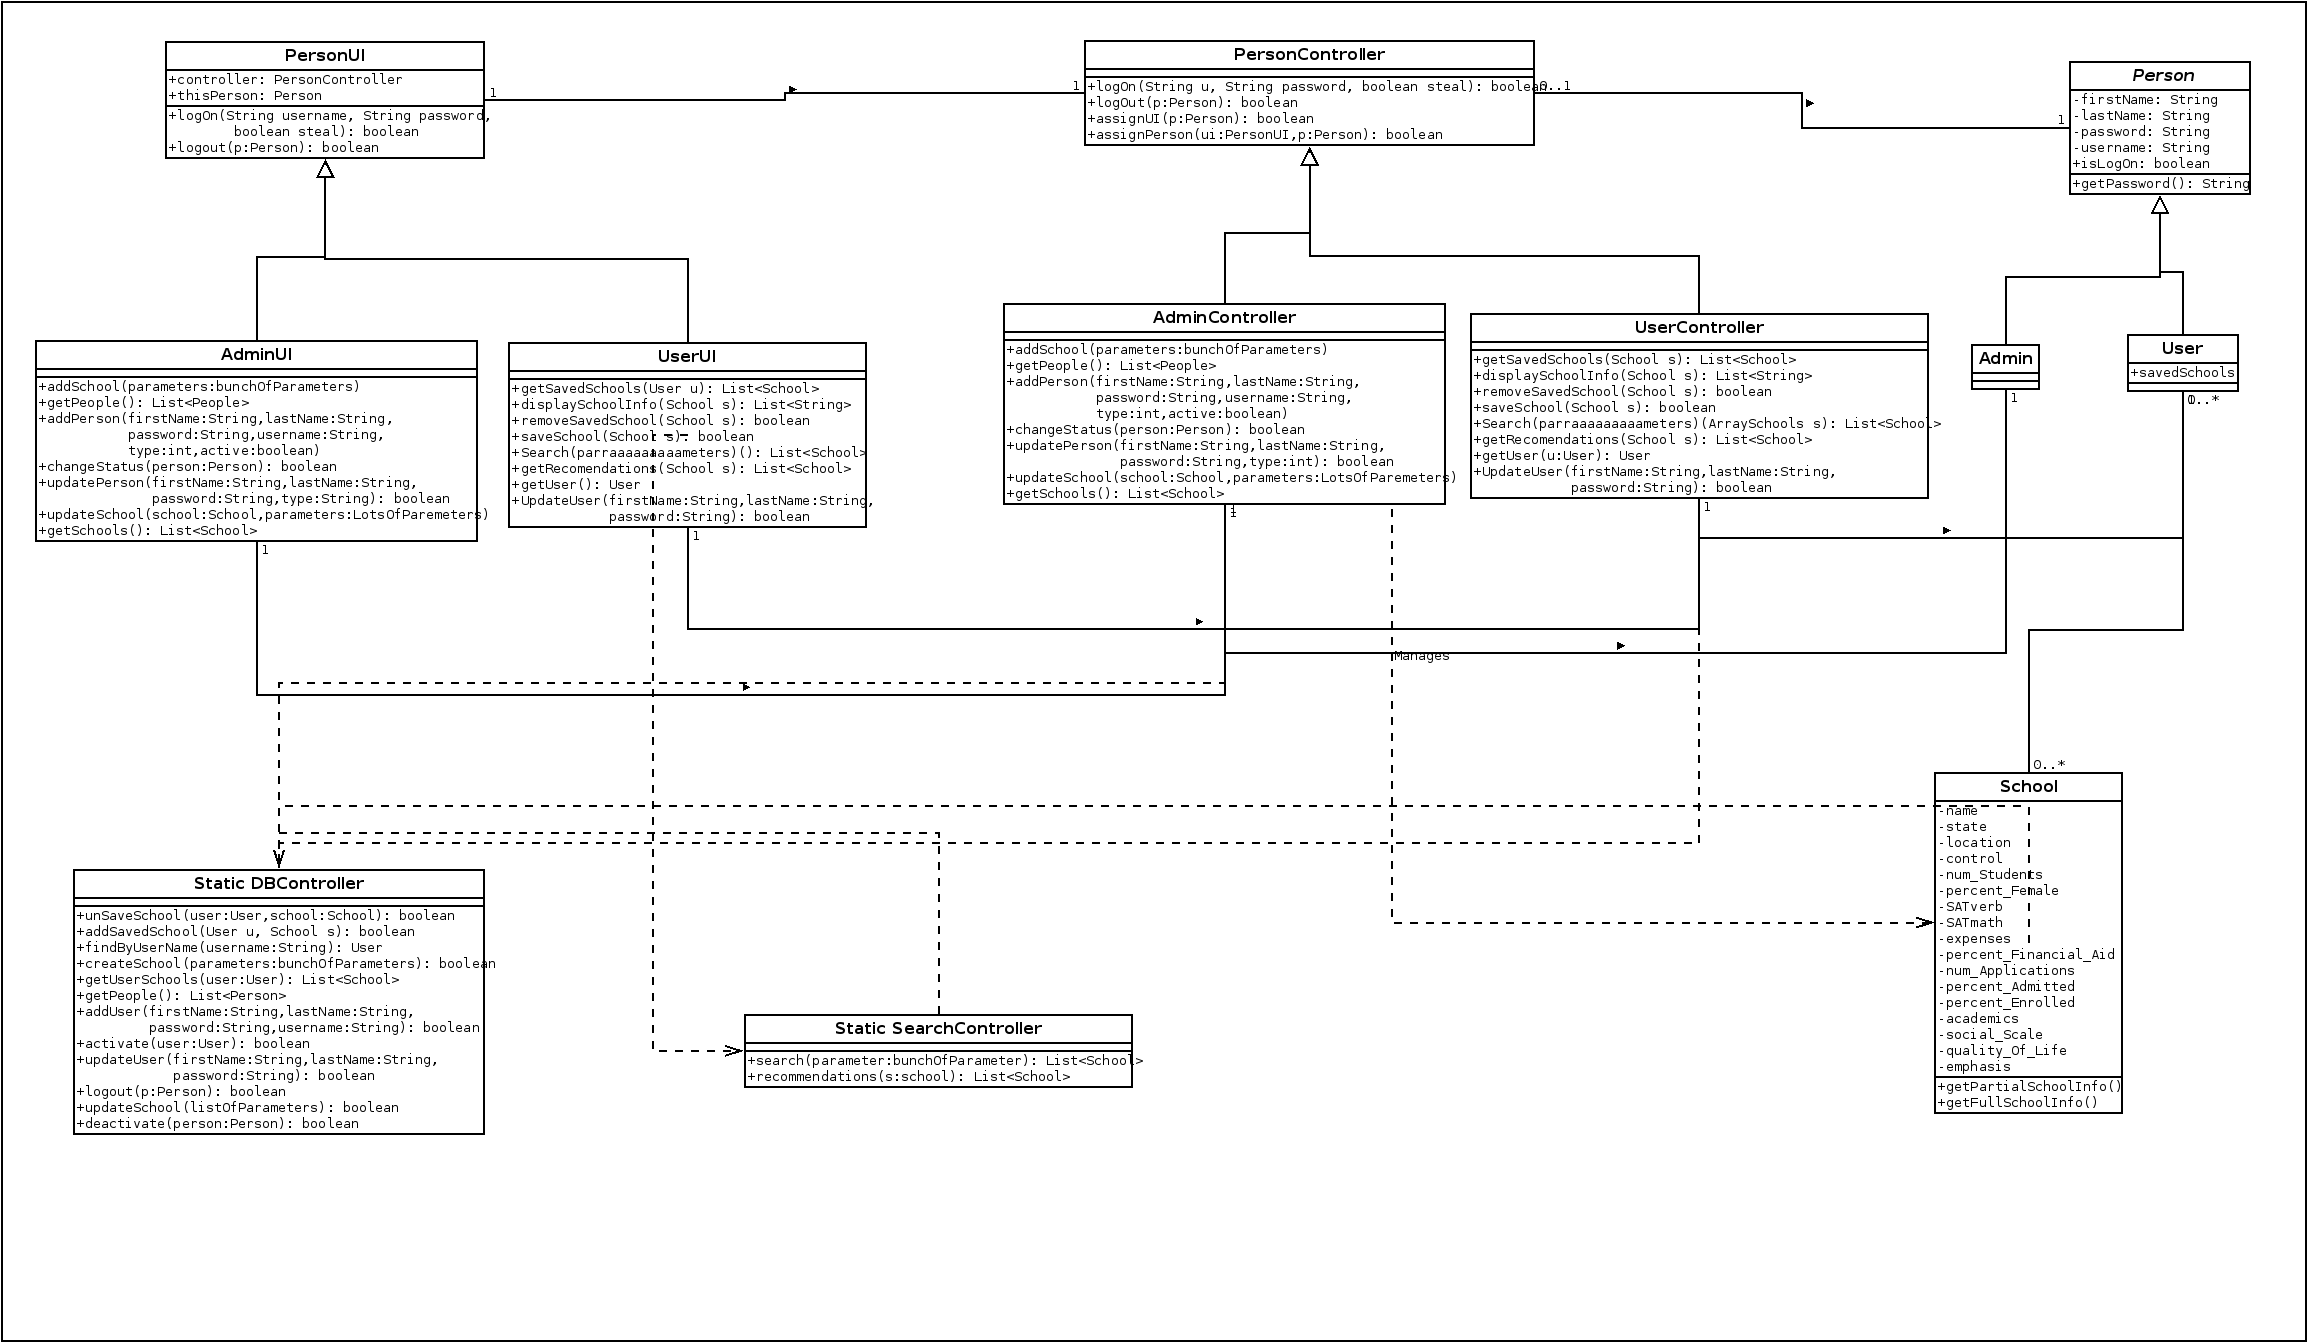 PersonUI
+controller: PersonController
+thisPerson: Person
+logOn(String username, String password,
boolean steal): boolean
+logout(p:Person): boolean
1
1
PersonController
+logOn(String u, String password, boolean steal): boolean
+logOut(p:Person): boolean
+assignUI(p:Person): boolean
+assignPerson(ui:PersonUI,p:Person): boolean
0..1
1
Person
-firstName: String
-lastName: String
-password: String
-username: String
+isLogOn: boolean
+getPassword(): String
AdminUI
+addSchool(parameters:bunchOfParameters)
+getPeople(): List<People>
+addPerson(firstName:String,lastName:String,
password:String,username:String,
type:int,active:boolean)
+changeStatus(person:Person): boolean
+updatePerson(firstName:String,lastName:String,
password:String,type:String): boolean
+updateSchool(school:School,parameters:LotsOfParemeters)
+getSchools(): List<School>
1
UserUI
+getSavedSchools(User u): List<School>
+displaySchoolInfo(School s): List<String>
+removeSavedSchool(School s): boolean
+saveSchool(School s): boolean
+Search(parraaaaaaaaameters)(): List<School>
+getRecomendations(School s): List<School>
+getUser(): User
+UpdateUser(firstName:String,lastName:String,
password:String): boolean
1
AdminController
+addSchool(parameters:bunchOfParameters)
+getPeople(): List<People>
+addPerson(firstName:String,lastName:String,
password:String,username:String,
type:int,active:boolean)
+changeStatus(person:Person): boolean
+updatePerson(firstName:String,lastName:String,
password:String,type:int): boolean
+updateSchool(school:School,parameters:LotsOfParemeters)
+getSchools(): List<School>
1
UserController
+getSavedSchools(School s): List<School>
+displaySchoolInfo(School s): List<String>
+removeSavedSchool(School s): boolean
+saveSchool(School s): boolean
+Search(parraaaaaaaaameters)(ArraySchools s): List<School>
+getRecomendations(School s): List<School>
+getUser(u:User): User
+UpdateUser(firstName:String,lastName:String,
password:String): boolean
1
Admin
1
User
+savedSchools
0..*
Manages
0..*
School
-name
-state
-location
-control
-num_Students
-percent_Female
-SATverb
-SATmath
-expenses
-percent_Financial_Aid
-num_Applications
-percent_Admitted
-percent_Enrolled
-academics
-social_Scale
-quality_Of_Life
-emphasis
+getPartialSchoolInfo()
+getFullSchoolInfo()
Static DBController
+unSaveSchool(user:User,school:School): boolean
+addSavedSchool(User u, School s): boolean
+findByUserName(username:String): User
+createSchool(parameters:bunchOfParameters): boolean
+getUserSchools(user:User): List<School>
+getPeople(): List<Person>
+addUser(firstName:String,lastName:String,
password:String,username:String): boolean
+activate(user:User): boolean
+updateUser(firstName:String,lastName:String,
password:String): boolean
+logout(p:Person): boolean
+updateSchool(listOfParameters): boolean
+deactivate(person:Person): boolean
Static SearchController
+search(parameter:bunchOfParameter): List<School>
+recommendations(s:school): List<School>